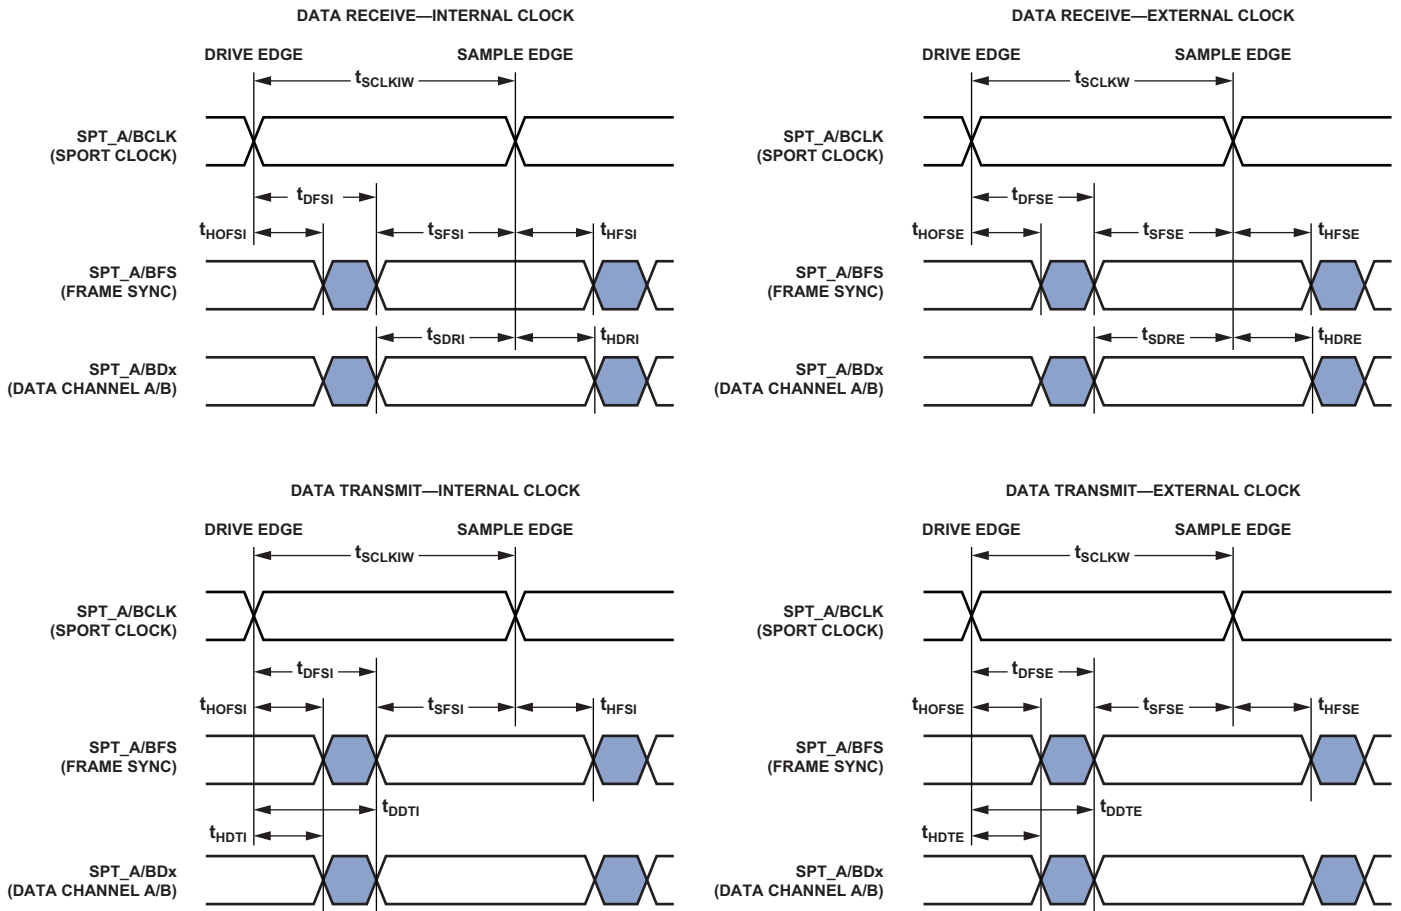 DATA RECEIVE—INTERNAL CLOCK
DRIVE EDGE SAMPLE EDGE
tSCLKIW
SPT_A/BCLK
(SPORT CLOCK)
tDFSI
tHOFSI tSFSI tHFSI
SPT_A/BFS
(FRAME SYNC)
tSDRI tHDRI
SPT_A/BDx
(DATA CHANNEL A/B)
DATA RECEIVE—EXTERNAL CLOCK
DRIVE EDGE SAMPLE EDGE
tSCLKW
SPT_A/BCLK
(SPORT CLOCK)
tDFSE
tHOFSE tSFSE tHFSE
SPT_A/BFS
(FRAME SYNC)
tSDRE tHDRE
SPT_A/BDx
(DATA CHANNEL A/B)
DATA TRANSMIT—INTERNAL CLOCK
DRIVE EDGE SAMPLE EDGE
tSCLKIW
SPT_A/BCLK
(SPORT CLOCK)
tDFSI
tHOFSI tSFSI tHFSI
SPT_A/BFS
(FRAME SYNC)
tDDTI
tHDTI
SPT_A/BDx
(DATA CHANNEL A/B)
DATA TRANSMIT—EXTERNAL CLOCK
DRIVE EDGE SAMPLE EDGE
tSCLKW
SPT_A/BCLK
(SPORT CLOCK)
tDFSE
tHOFSE tSFSE tHFSE
SPT_A/BFS
(FRAME SYNC)
tDDTE
tHDTE
SPT_A/BDx
(DATA CHANNEL A/B)